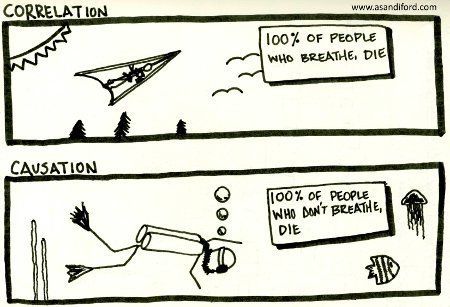 www.asandiford.com
CORRELATION
100% OF PEOPLE
WHO BREATHE, DIE
CAUSATION
100% OF PEOPLE
WHO DON'T BREATHE,
DIE